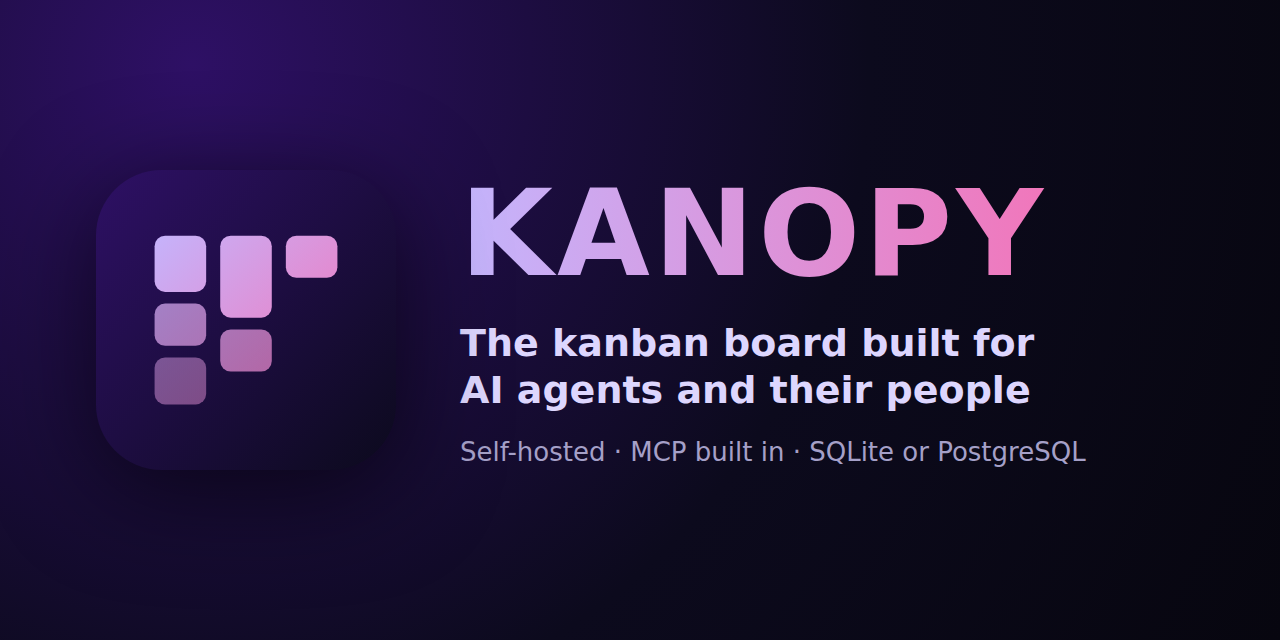 KANOPY
The kanban board built for
AI agents and their people
Self-hosted · MCP built in · SQLite or PostgreSQL